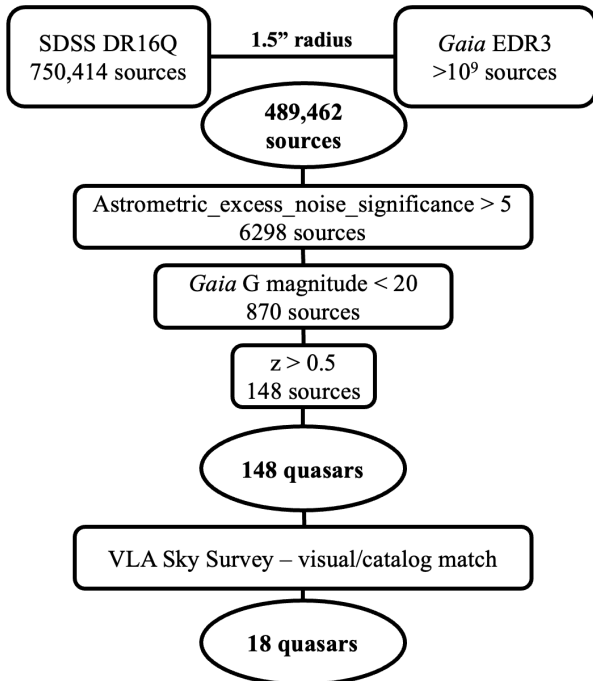 SDSS DR16Q
750,414 sources
1.5” radius
Gaia EDR3
>10⁹ sources
489,462
sources
Astrometric_excess_noise_significance > 5
6298 sources
Gaia G magnitude < 20
870 sources
z > 0.5
148 sources
148 quasars
VLA Sky Survey – visual/catalog match
18 quasars